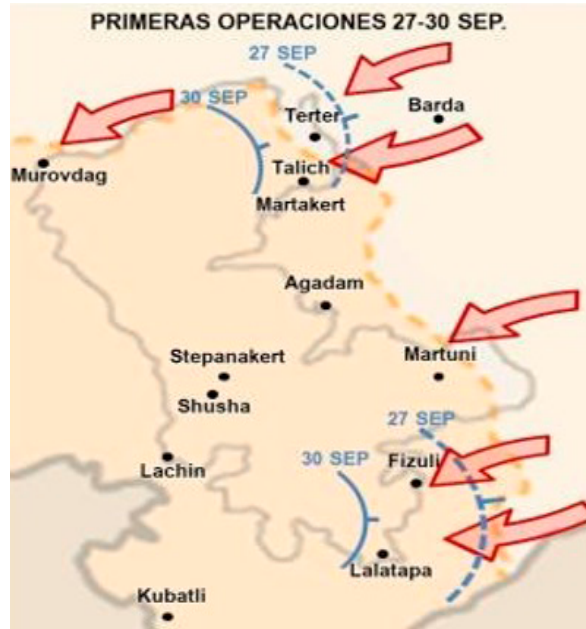 PRIMERAS OPERACIONES 27-30 SEP.
27 SEP
30 SEP
Terter
Barda
Murovdag
Talich
Martakert
Agadam
Stepanakert
Martuni
Shusha
27 SEP
30 SEP
Fizuli
Lachin
Lalatapa
Kubatli